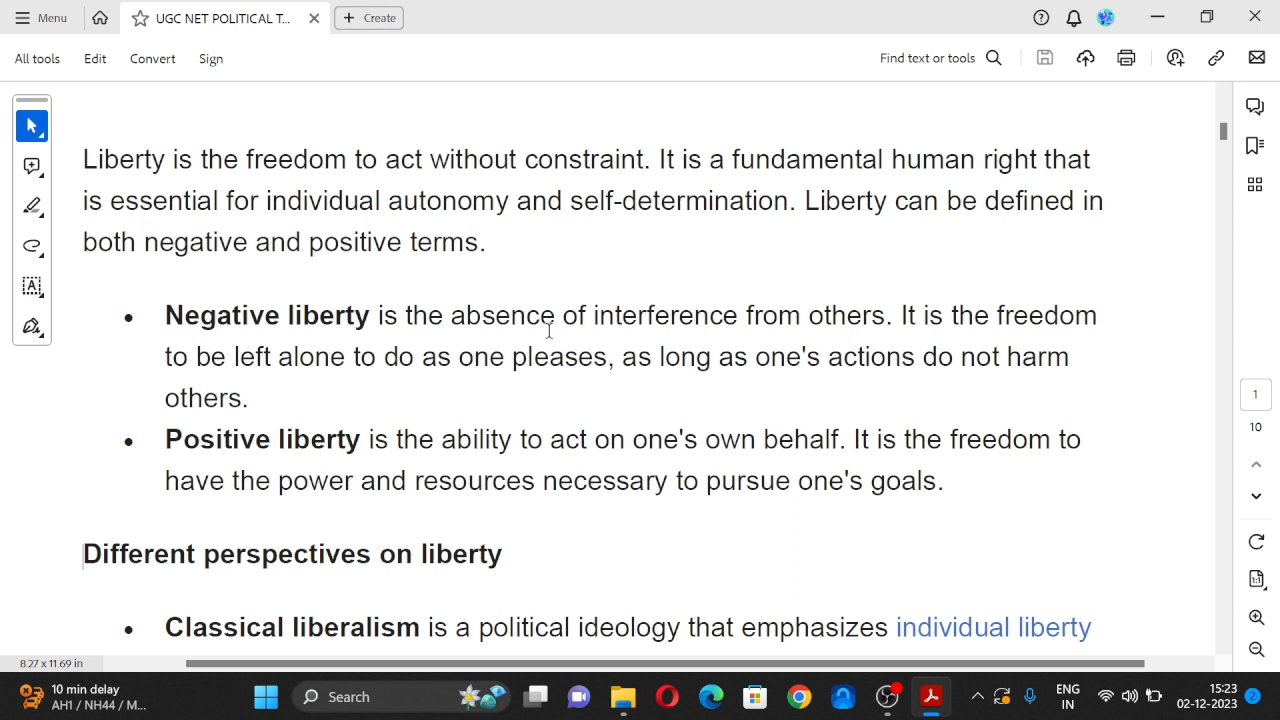 Menu
UGC NET POLITICAL T...
Create
All tools
Edit
Convert
Sign
Find text or tools
Liberty is the freedom to act without constraint. It is a fundamental human right that
is essential for individual autonomy and self-determination. Liberty can be defined in
both negative and positive terms.
• Negative liberty is the absence of interference from others. It is the freedom
to be left alone to do as one pleases, as long as one's actions do not harm
others.
• Positive liberty is the ability to act on one's own behalf. It is the freedom to
have the power and resources necessary to pursue one's goals.
Different perspectives on liberty
• Classical liberalism is a political ideology that emphasizes individual liberty
1
10
1:1
8.27 x 11.69 in
10 min delay
AH1 / NH44 / M...
Search
ENG
IN
15:23
02-12-2023
2